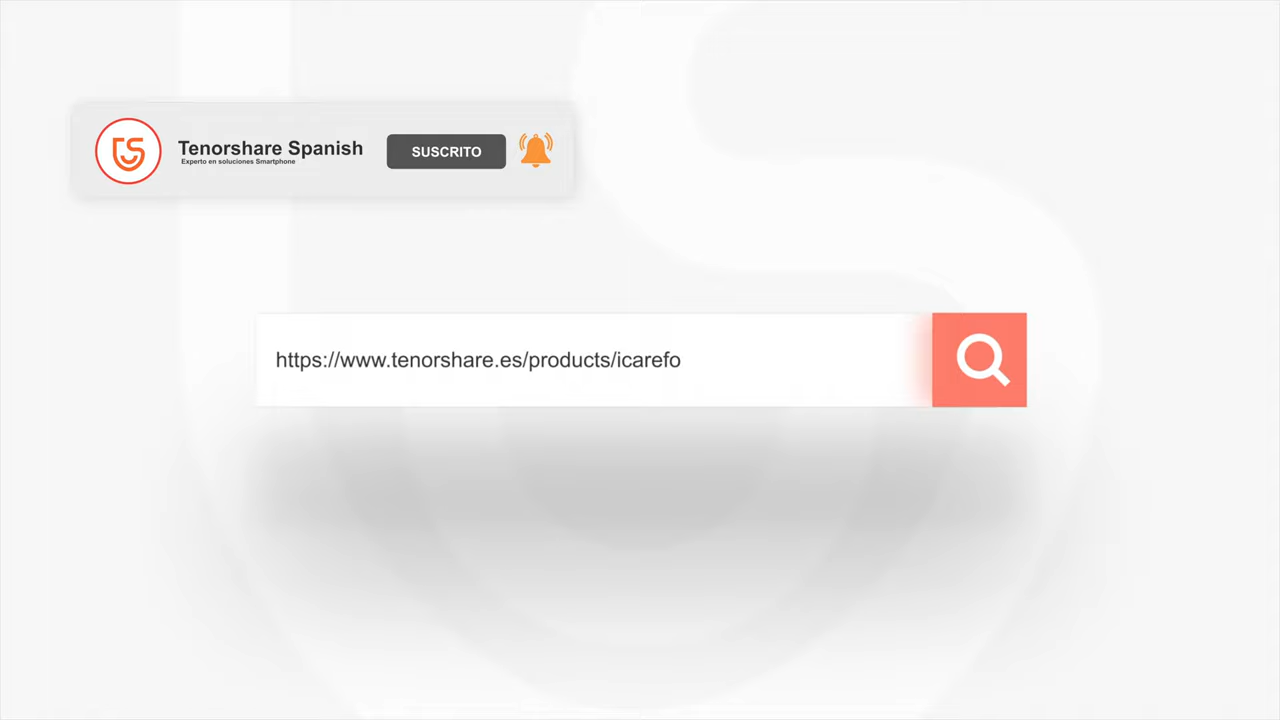 Tenorshare Spanish
Experto en soluciones Smartphone
SUSCRITO
https://www.tenorshare.es/products/icarefo